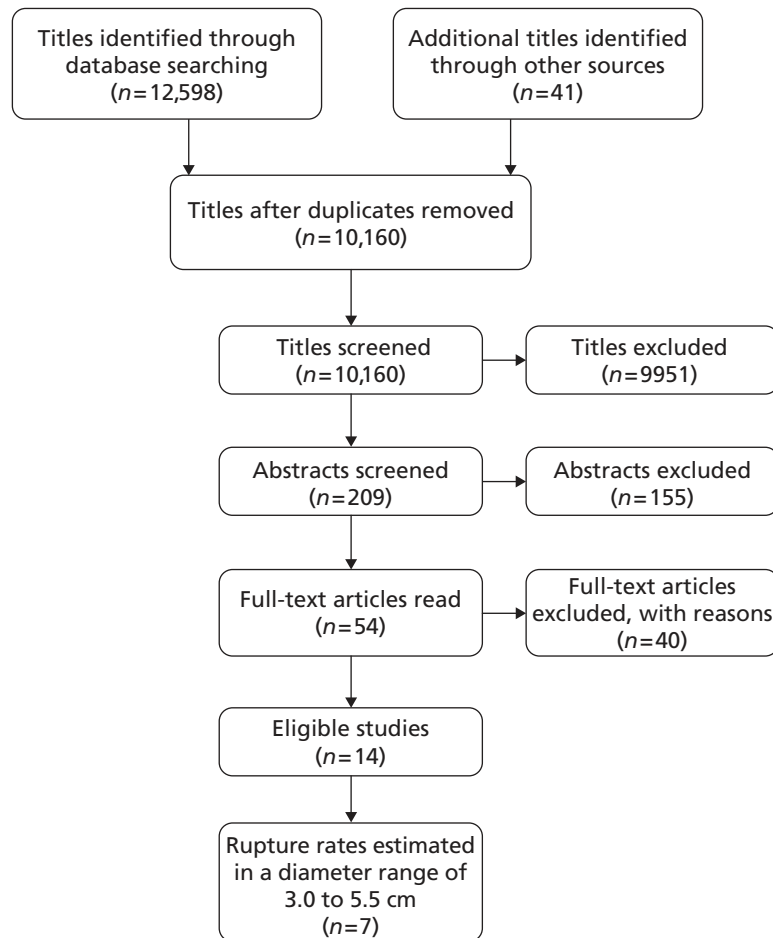 Titles identified through
database searching
(n=12,598)
Additional titles identified
through other sources
(n=41)
Titles after duplicates removed
(n=10,160)
Titles screened
(n=10,160)
Titles excluded
(n=9951)
Abstracts screened
(n=209)
Abstracts excluded
(n=155)
Full-text articles read
(n=54)
Full-text articles
excluded, with reasons
(n=40)
Eligible studies
(n=14)
Rupture rates estimated
in a diameter range of
3.0 to 5.5 cm
(n=7)